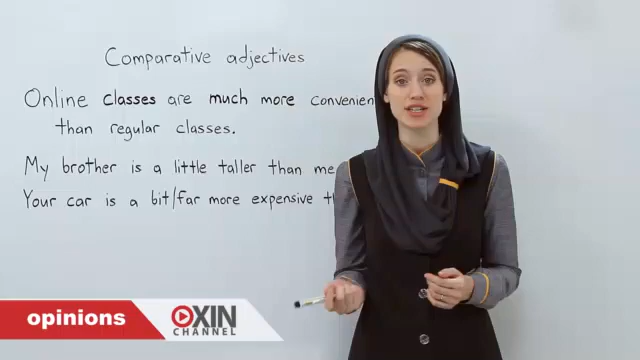 Comparative adjectives
Online classes are much more convenien
than regular classes.
My brother is a little taller than me
Your car is a bit/far more expensive
opinions
OXIN
CHANNEL